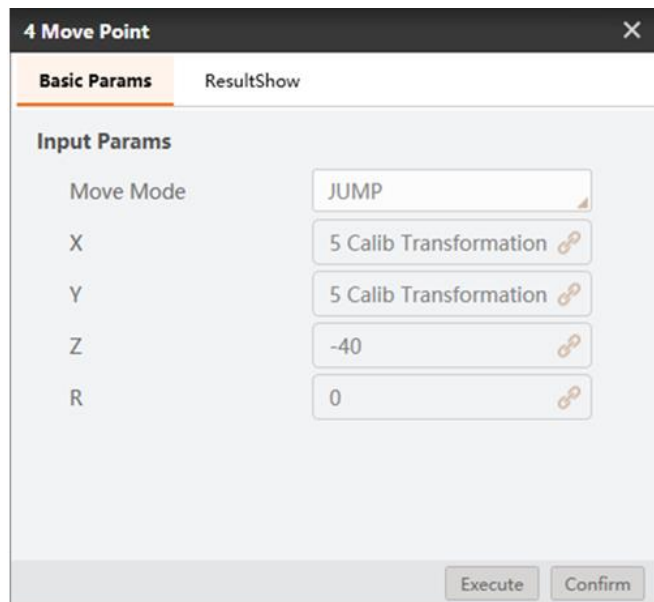 4 Move Point
Basic Params ResultShow
Input Params
Move Mode JUMP
X 5 Calib Transformation
Y 5 Calib Transformation
Z -40
R 0
Execute Confirm